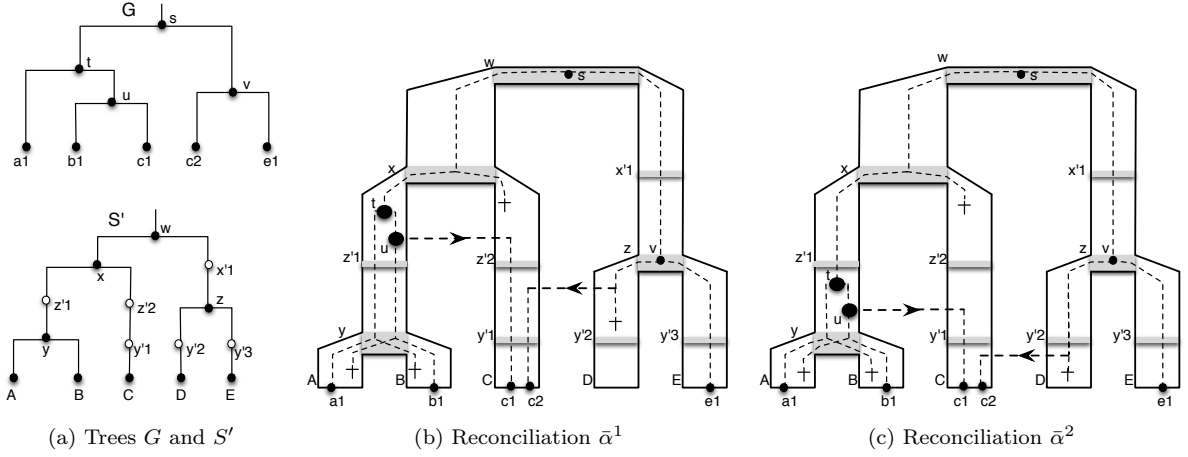 G
s
t
u
v
a1 b1 c1 c2 e1
S'
w
x
x'1
z'1 z'2 z
y y'1 y'2 y'3
A B C D E
(a) Trees G and S'
w
s
x
x'1
t
u
z'1 z'2 z v
y y'1 y'2 y'3
A B C D E
a1 b1 c1 c2 e1
(b) Reconciliation ᾱ¹
w
s
x
x'1
z'1 z'2 z v
t
u
y y'1 y'2 y'3
A B C D E
a1 b1 c1 c2 e1
(c) Reconciliation ᾱ²